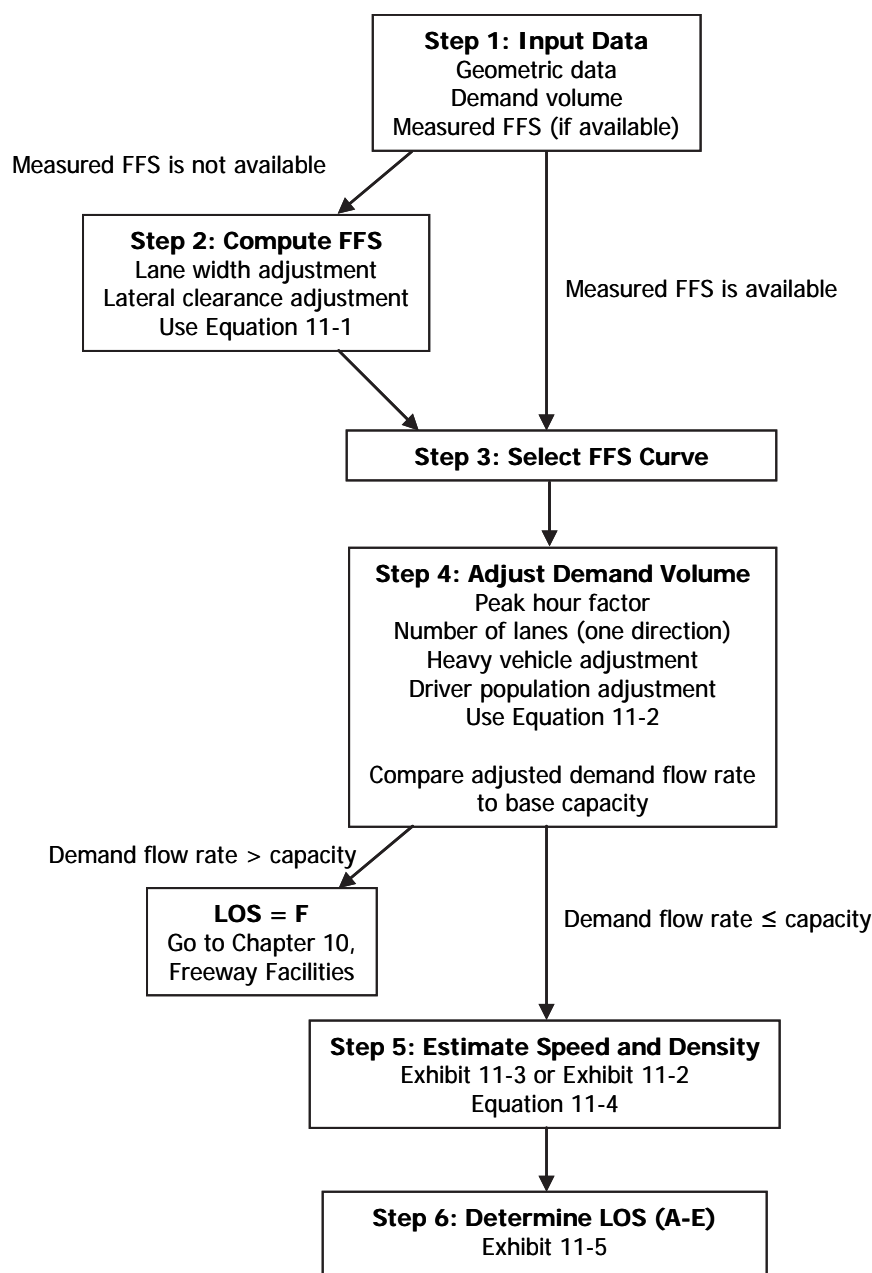 Step 1: Input Data
Geometric data
Demand volume
Measured FFS (if available)
Measured FFS is not available
Step 2: Compute FFS
Lane width adjustment
Lateral clearance adjustment
Use Equation 11-1
Measured FFS is available
Step 3: Select FFS Curve
Step 4: Adjust Demand Volume
Peak hour factor
Number of lanes (one direction)
Heavy vehicle adjustment
Driver population adjustment
Use Equation 11-2
Compare adjusted demand flow rate
to base capacity
Demand flow rate > capacity
LOS = F
Go to Chapter 10,
Freeway Facilities
Demand flow rate ≤ capacity
Step 5: Estimate Speed and Density
Exhibit 11-3 or Exhibit 11-2
Equation 11-4
Step 6: Determine LOS (A-E)
Exhibit 11-5